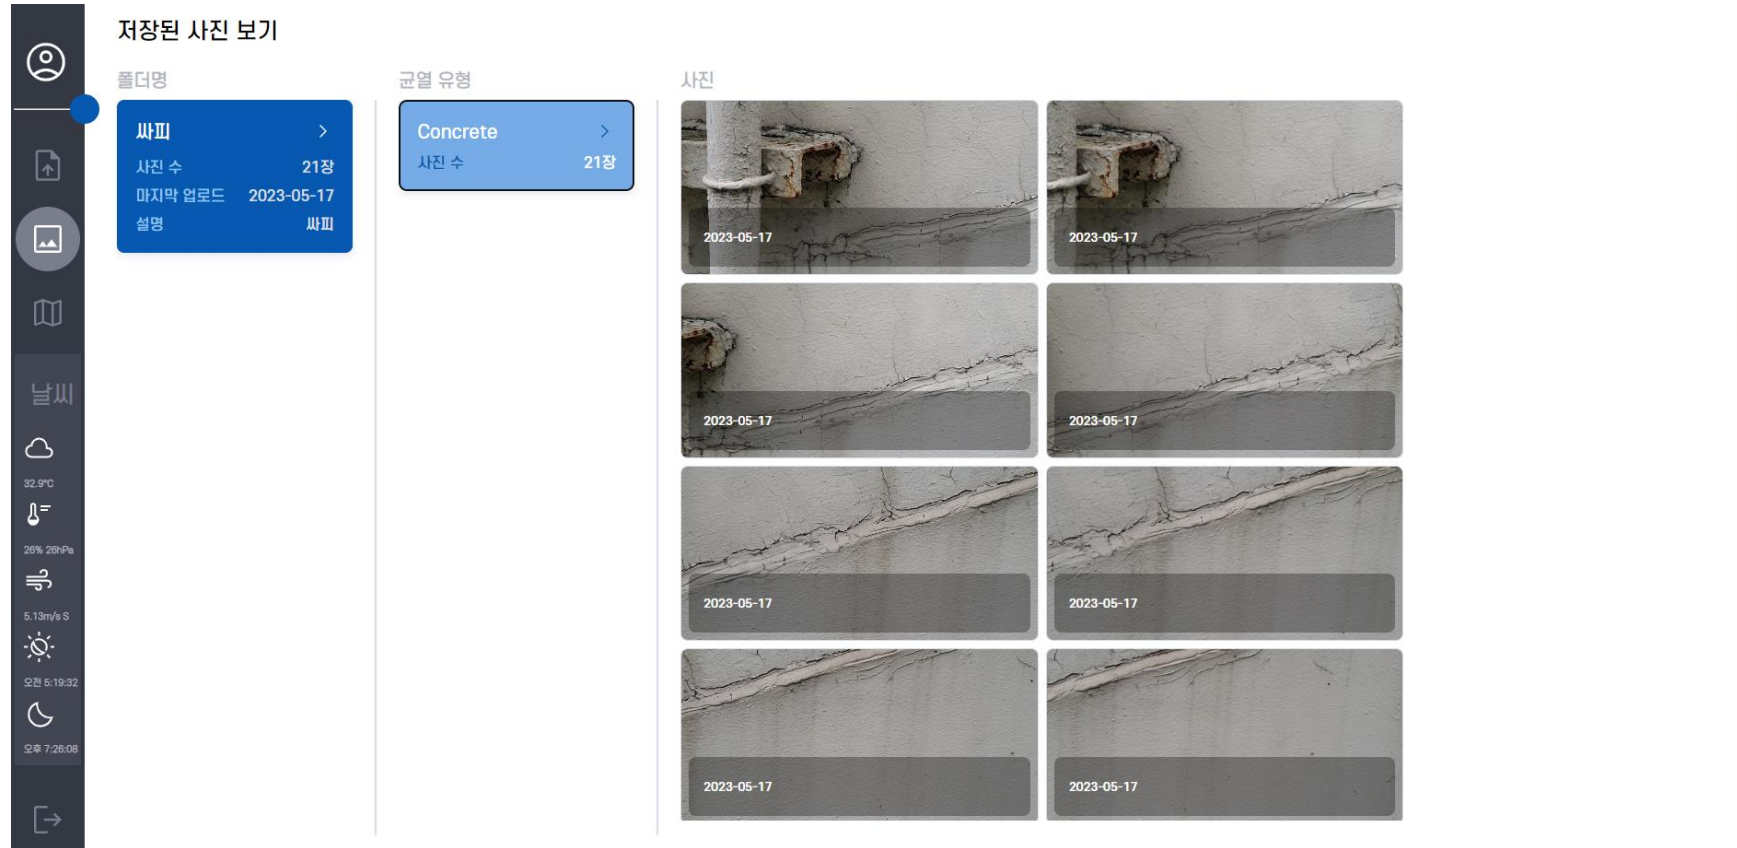 저장된 사진 보기
폴더명
싸피
사진 수 21장
마지막 업로드 2023-05-17
설명 싸피
균열 유형
Concrete
사진 수 21장
사진
2023-05-17
2023-05-17
2023-05-17
2023-05-17
2023-05-17
2023-05-17
2023-05-17
2023-05-17
날씨
32.9°C
26% 26hPa
5.13m/s S
오전 5:19:32
오후 7:26:08